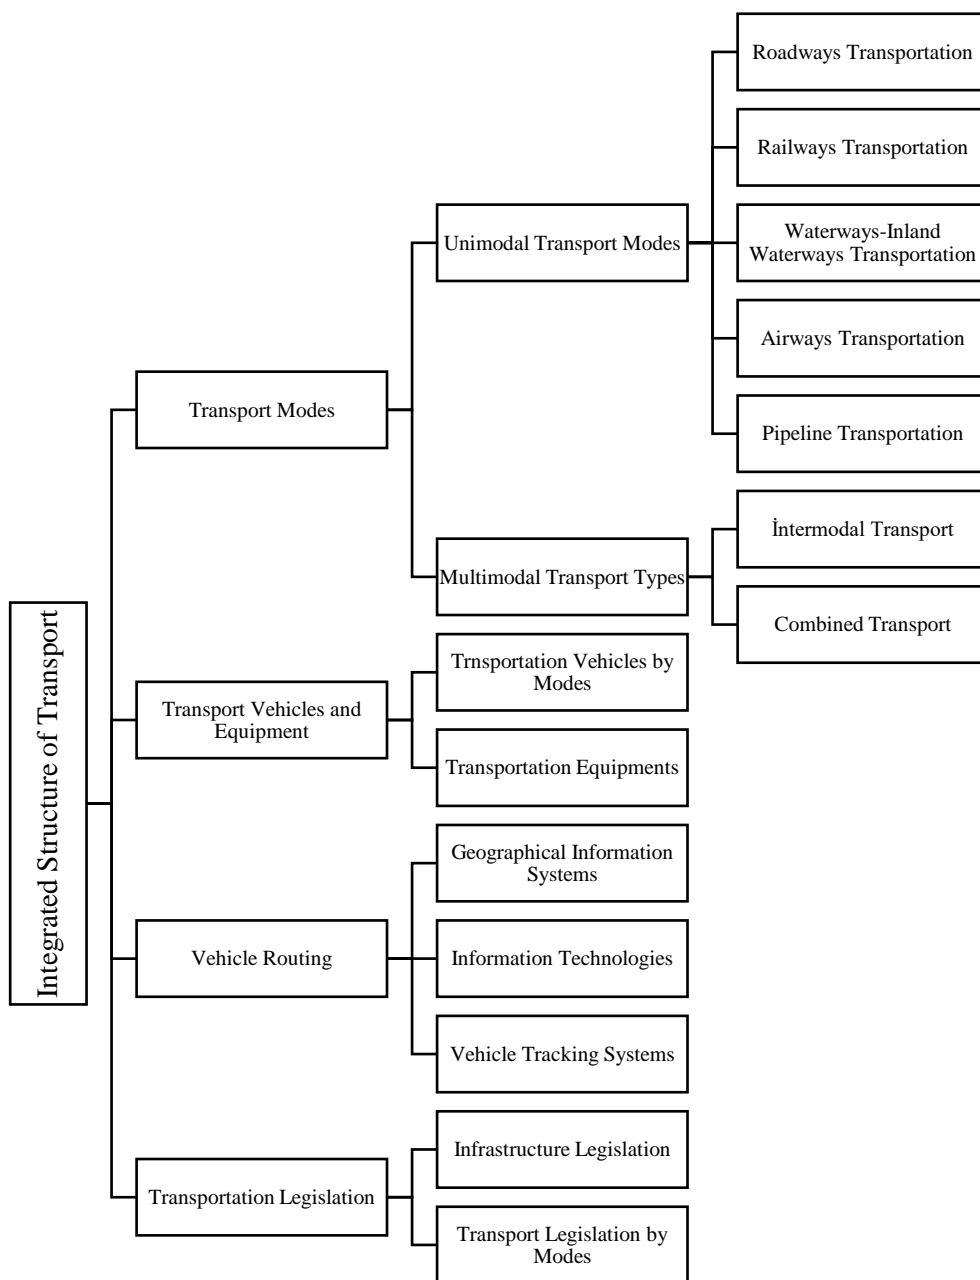 Integrated Structure of Transport
Transport Modes
Unimodal Transport Modes
Roadways Transportation
Railways Transportation
Waterways-Inland
Waterways Transportation
Airways Transportation
Pipeline Transportation
Multimodal Transport Types
İntermodal Transport
Combined Transport
Transport Vehicles and
Equipment
Trnsportation Vehicles by
Modes
Transportation Equipments
Vehicle Routing
Geographical Information
Systems
Information Technologies
Vehicle Tracking Systems
Transportation Legislation
Infrastructure Legislation
Transport Legislation by
Modes